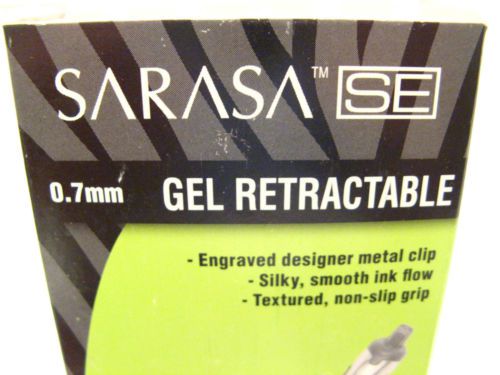 SARASA™ SE
0.7mm GEL RETRACTABLE
- Engraved designer metal clip
- Silky, smooth ink flow
- Textured, non-slip grip